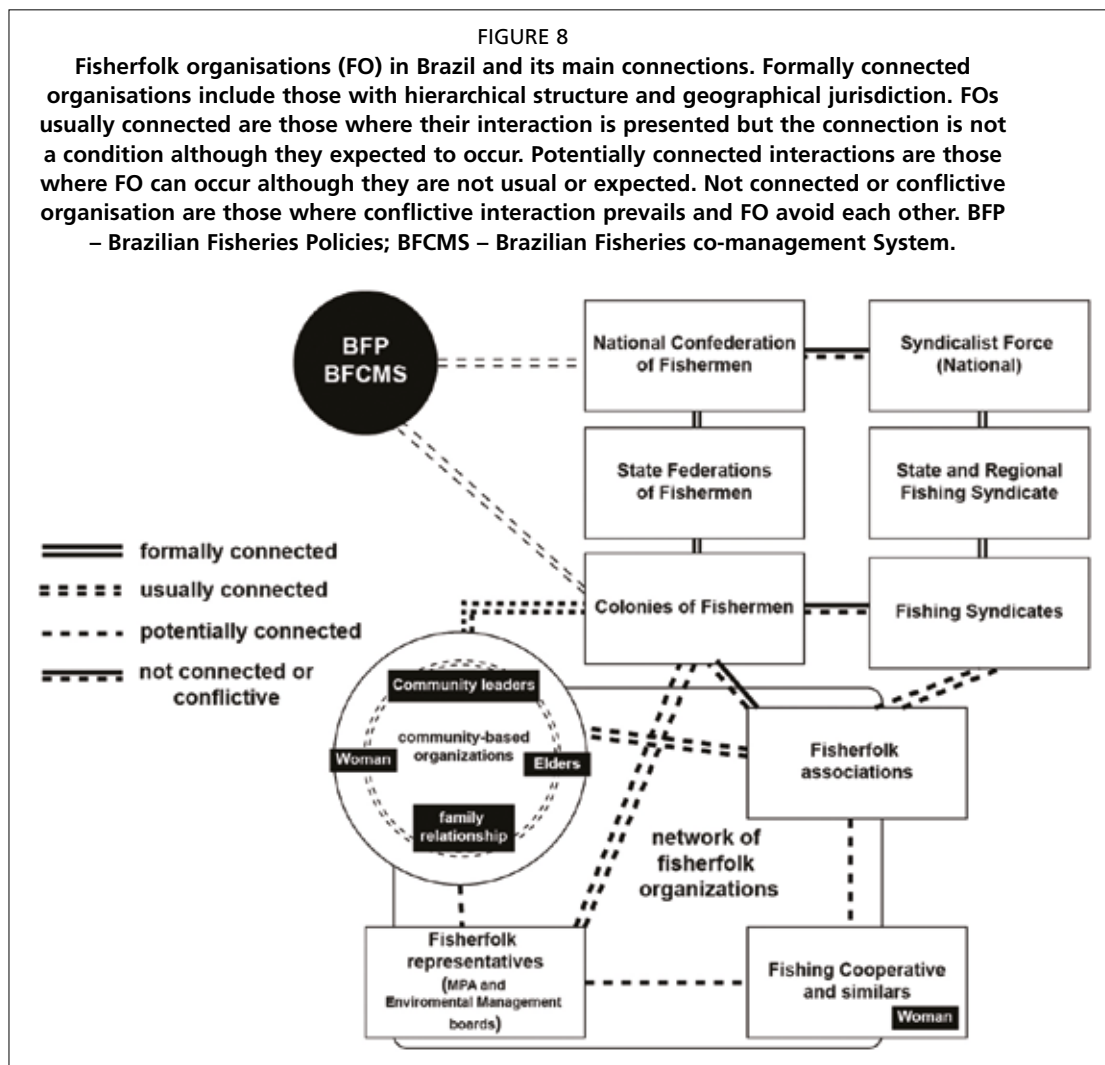 FIGURE 8
Fisherfolk organisations (FO) in Brazil and its main connections. Formally connected
organisations include those with hierarchical structure and geographical jurisdiction. FOs
usually connected are those where their interaction is presented but the connection is not
a condition although they expected to occur. Potentially connected interactions are those
where FO can occur although they are not usual or expected. Not connected or conflictive
organisation are those where conflictive interaction prevails and FO avoid each other. BFP
– Brazilian Fisheries Policies; BFCMS – Brazilian Fisheries co-management System.
BFP
BFCMS
National Confederation
of Fishermen
Syndicalist Force
(National)
State Federations
of Fishermen
State and Regional
Fishing Syndicate
formally connected
usually connected
potentially connected
not connected or
conflictive
Colonies of Fishermen
Fishing Syndicates
Community leaders
community-based
organizations
Woman
Elders
family
relationship
Fisherfolk
associations
network of
fisherfolk
organizations
Fisherfolk
representatives
(MPA and
Enviromental Management
boards)
Fishing Cooperative
and similars
Woman